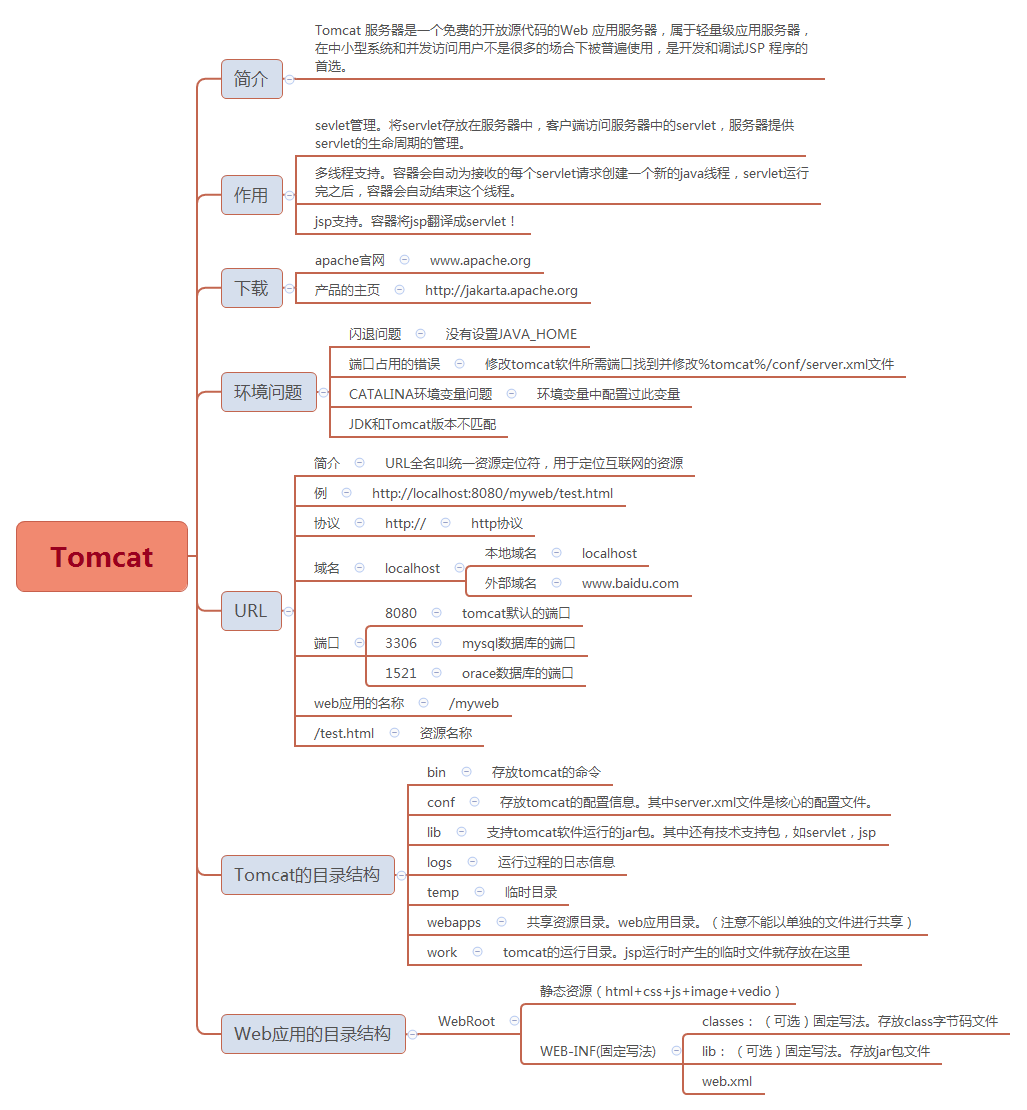 Tomcat
简介
Tomcat 服务器是一个免费的开放源代码的Web 应用服务器，属于轻量级应用服务器，
在中小型系统和并发访问用户不是很多的场合下被普遍使用，是开发和调试JSP 程序的
首选。
作用
sevlet管理。将servlet存放在服务器中，客户端访问服务器中的servlet，服务器提供
servlet的生命周期的管理。
多线程支持。容器会自动为接收的每个servlet请求创建一个新的java线程，servlet运行
完之后，容器会自动结束这个线程。
jsp支持。容器将jsp翻译成servlet！
下载
apache官网 www.apache.org
产品的主页 http://jakarta.apache.org
环境问题
闪退问题 没有设置JAVA_HOME
端口占用的错误 修改tomcat软件所需端口找到并修改%tomcat%/conf/server.xml文件
CATALINA环境变量问题 环境变量中配置过此变量
JDK和Tomcat版本不匹配
URL
简介 URL全名叫统一资源定位符，用于定位互联网的资源
例 http://localhost:8080/myweb/test.html
协议 http:// http协议
域名 localhost
本地域名 localhost
外部域名 www.baidu.com
端口
8080 tomcat默认的端口
3306 mysql数据库的端口
1521 orace数据库的端口
web应用的名称 /myweb
/test.html 资源名称
Tomcat的目录结构
bin 存放tomcat的命令
conf 存放tomcat的配置信息。其中server.xml文件是核心的配置文件。
lib 支持tomcat软件运行的jar包。其中还有技术支持包，如servlet，jsp
logs 运行过程的日志信息
temp 临时目录
webapps 共享资源目录。web应用目录。（注意不能以单独的文件进行共享）
work tomcat的运行目录。jsp运行时产生的临时文件就存放在这里
Web应用的目录结构
WebRoot
静态资源（html+css+js+image+vedio）
WEB-INF(固定写法)
classes：（可选）固定写法。存放class字节码文件
lib：（可选）固定写法。存放jar包文件
web.xml